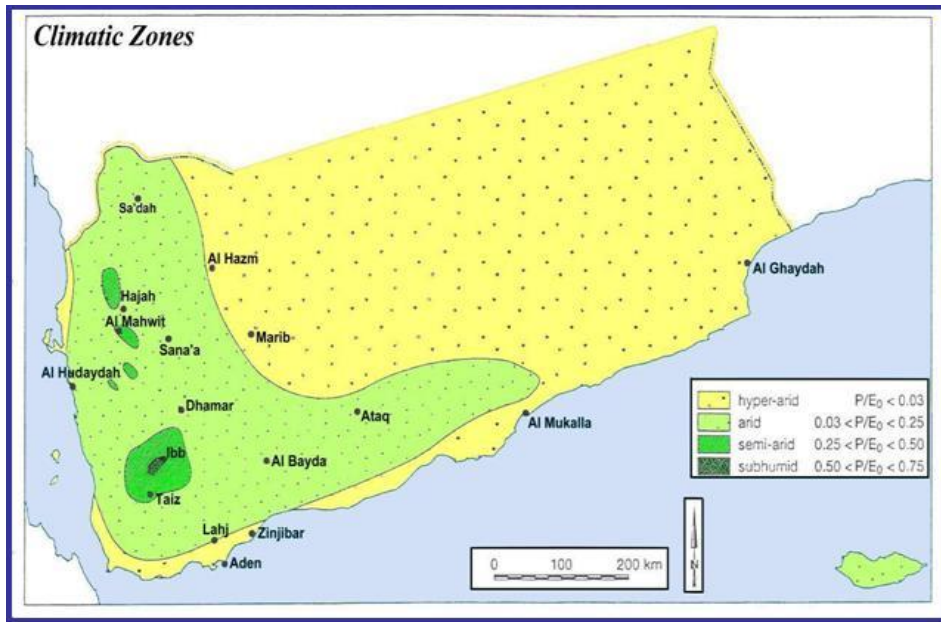 Climatic Zones
Sa'dah
Al Hazm
Al Ghaydah
Hajah
Al Mahwit
Marib
Sana'a
Al Hudaydah
Dhamar
Ataq
Al Mukalla
Ibb
Al Bayda
Taiz
Lahj
Zinjibar
Aden
hyper-arid P/E₀ < 0.03
arid 0.03 < P/E₀ < 0.25
semi-arid 0.25 < P/E₀ < 0.50
subhumid 0.50 < P/E₀ < 0.75
0 100 200 km
N